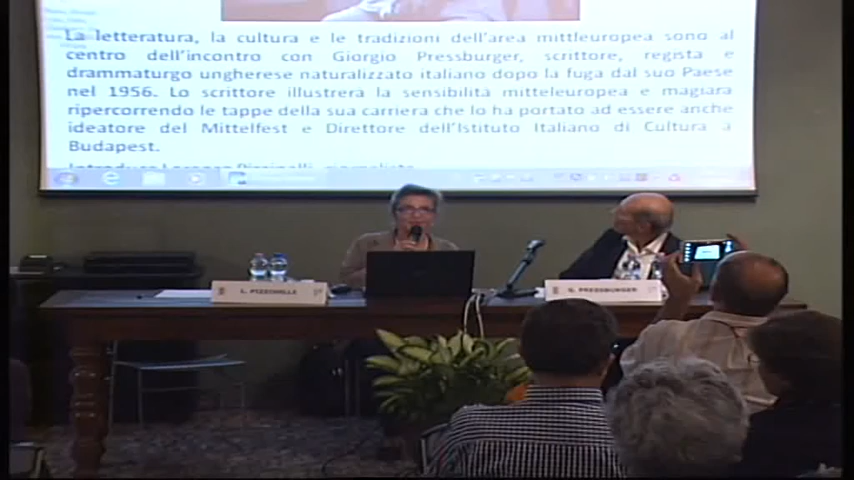 La letteratura, la cultura e le tradizioni dell'area mittleuropea sono al
centro dell'incontro con Giorgio Pressburger, scrittore, regista e
drammaturgo ungherese naturalizzato italiano dopo la fuga dal suo Paese
nel 1956. Lo scrittore illustrerà la sensibilità mitteleuropea e magiara
ripercorrendo le tappe della sua carriera che lo ha portato ad essere anche
ideatore del Mittelfest e Direttore dell'Istituto Italiano di Cultura a
Budapest.
G. PRESSBURGER